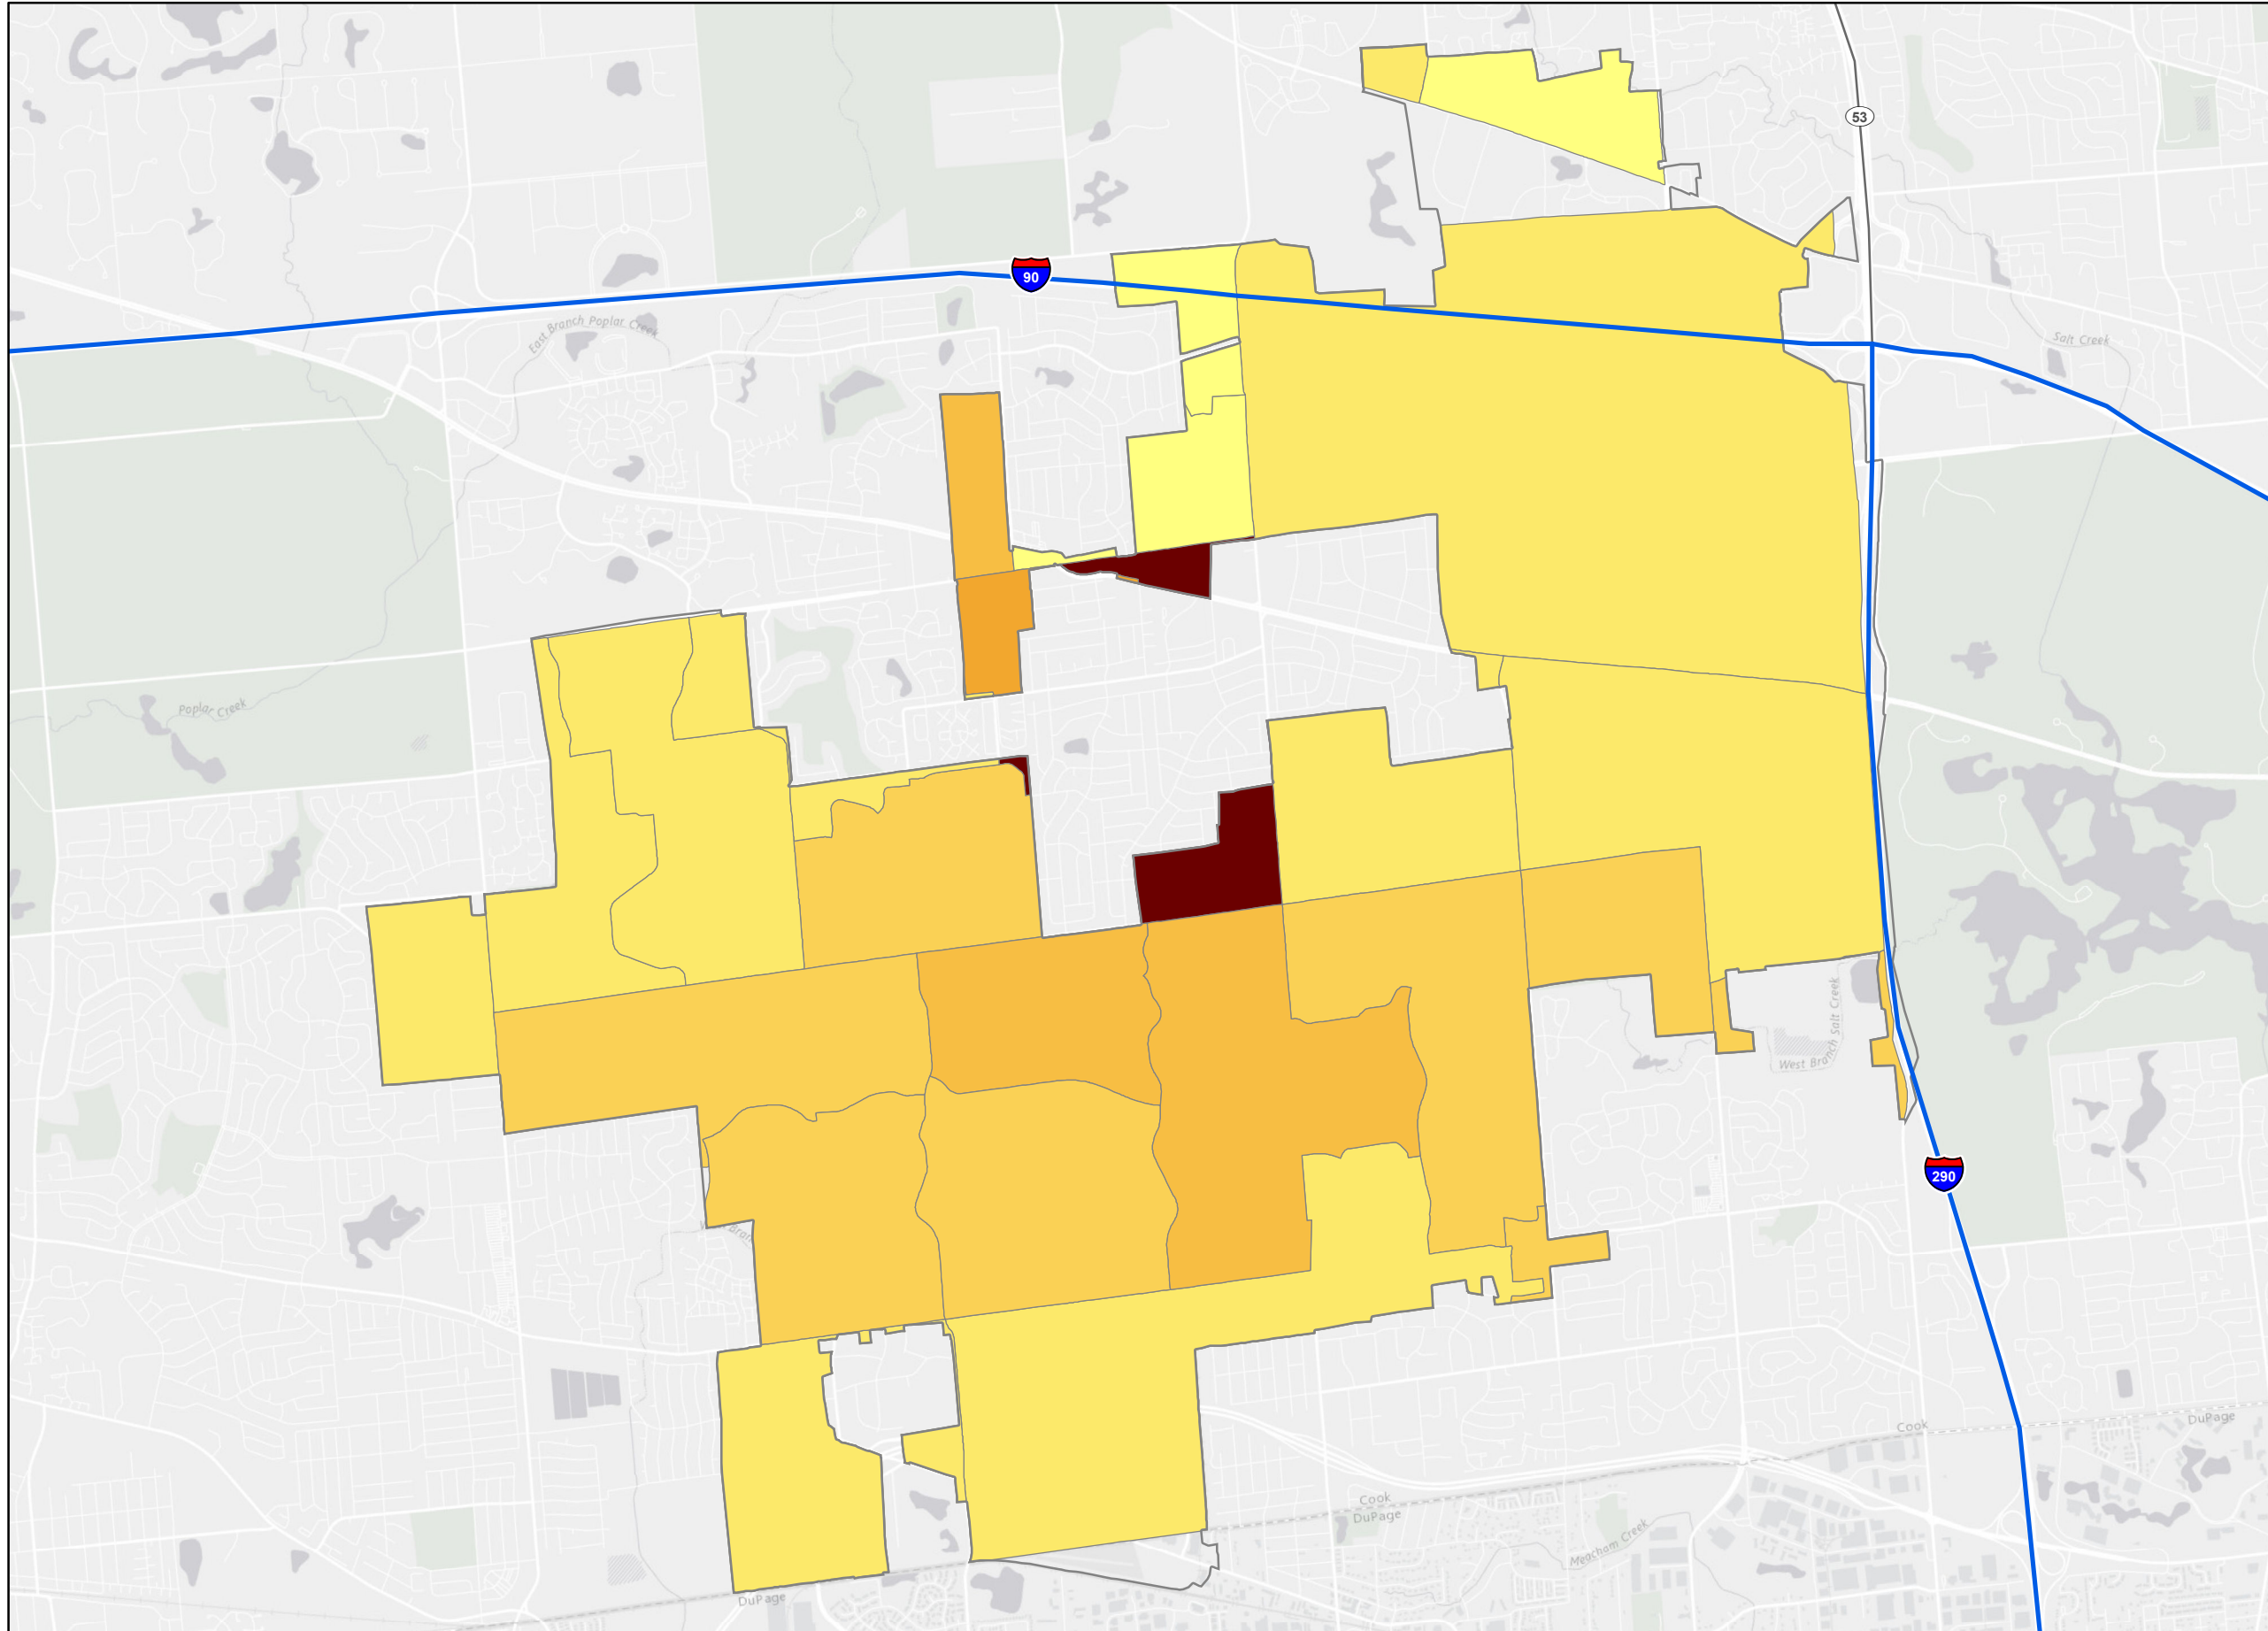 53
90
East Branch Poplar Creek
Salt Creek
Poplar Creek
West Branch Salt Creek
290
Cook
DuPage
Cook
DuPage
Meacham Creek
DuPage